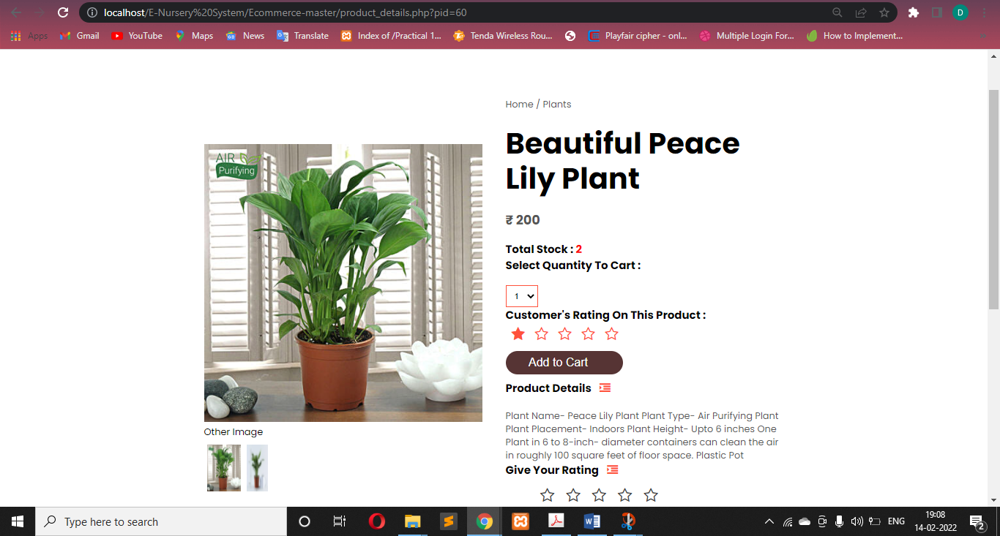 localhost/E-Nursery%20System/Ecommerce-master/product_details.php?pid=60
D
Apps Gmail YouTube Maps News Translate Index of /Practical 1... Tenda Wireless Rou... Playfair cipher - onl... Multiple Login For... How to Implement...
Home / Plants
Beautiful Peace
Lily Plant
AIR
Purifying
₹ 200
Total Stock : 2
Select Quantity To Cart :
1
Customer's Rating On This Product :
Add to Cart
Product Details
Plant Name- Peace Lily Plant Plant Type- Air Purifying Plant
Plant Placement- Indoors Plant Height- Upto 6 inches One
Plant in 6 to 8-inch- diameter containers can clean the air
in roughly 100 square feet of floor space. Plastic Pot
Other Image
Give Your Rating
Type here to search
ENG
19:08
14-02-2022
2